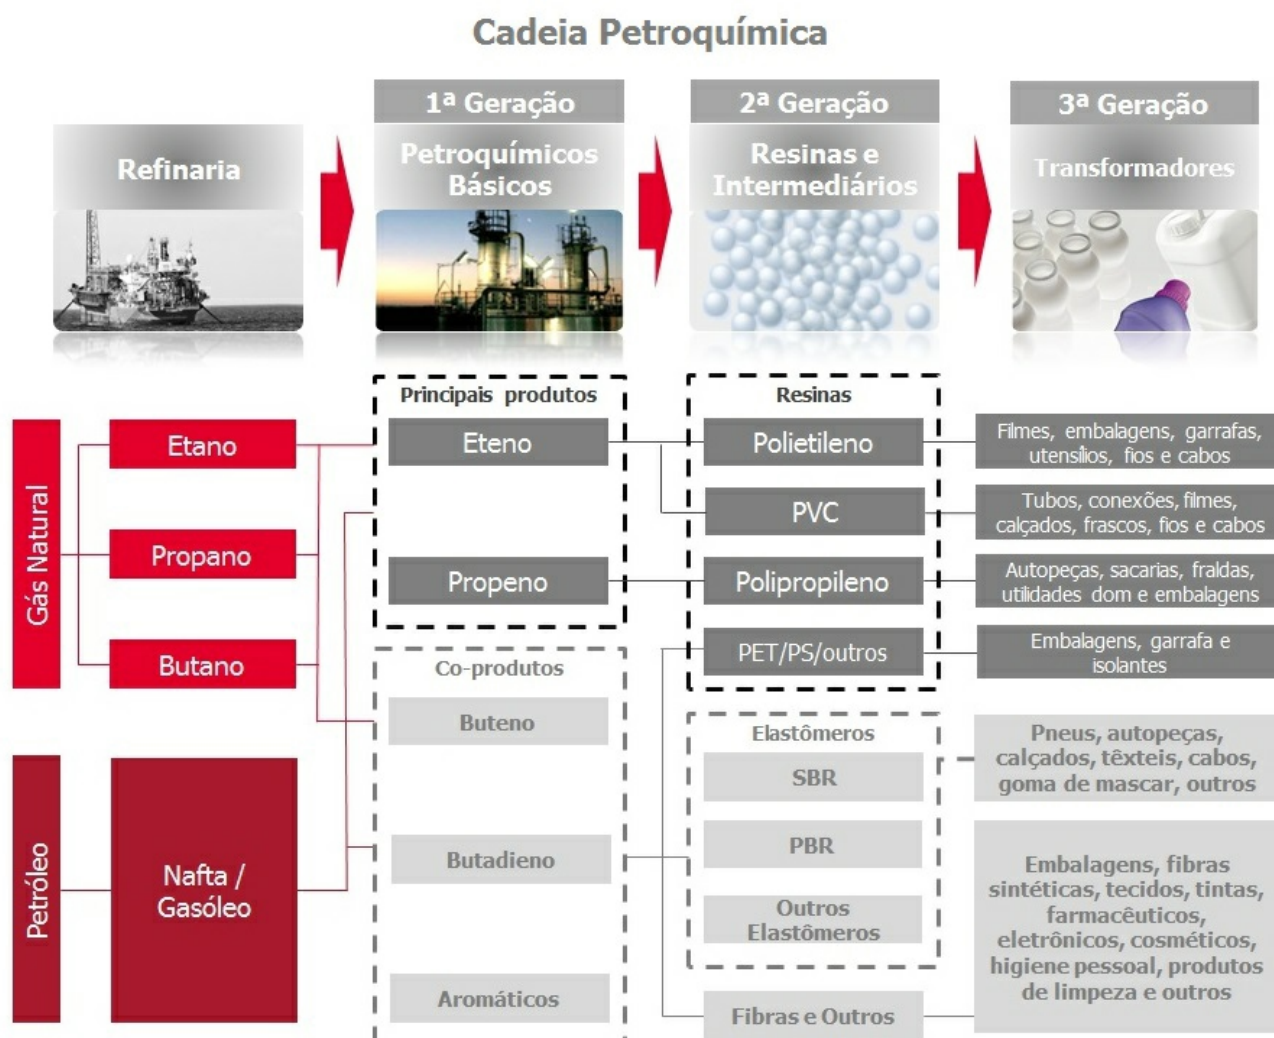 Cadeia Petroquímica
Refinaria
1ª Geração
Petroquímicos
Básicos
2ª Geração
Resinas e
Intermediários
3ª Geração
Transformadores
Gás Natural
Etano
Propano
Butano
Petróleo
Nafta /
Gasóleo
Principais produtos
Eteno
Propeno
Co-produtos
Buteno
Butadieno
Aromáticos
Resinas
Polietileno
PVC
Polipropileno
PET/PS/outros
Elastômeros
SBR
PBR
Outros
Elastômeros
Fibras e Outros
Filmes, embalagens, garrafas,
utensílios, fios e cabos
Tubos, conexões, filmes,
calçados, frascos, fios e cabos
Autopeças, sacarias, fraldas,
utilidades dom e embalagens
Embalagens, garrafa e
isolantes
Pneus, autopeças,
calçados, têxteis, cabos,
goma de mascar, outros
Embalagens, fibras
sintéticas, tecidos, tintas,
farmacêuticos,
eletrônicos, cosméticos,
higiene pessoal, produtos
de limpeza e outros